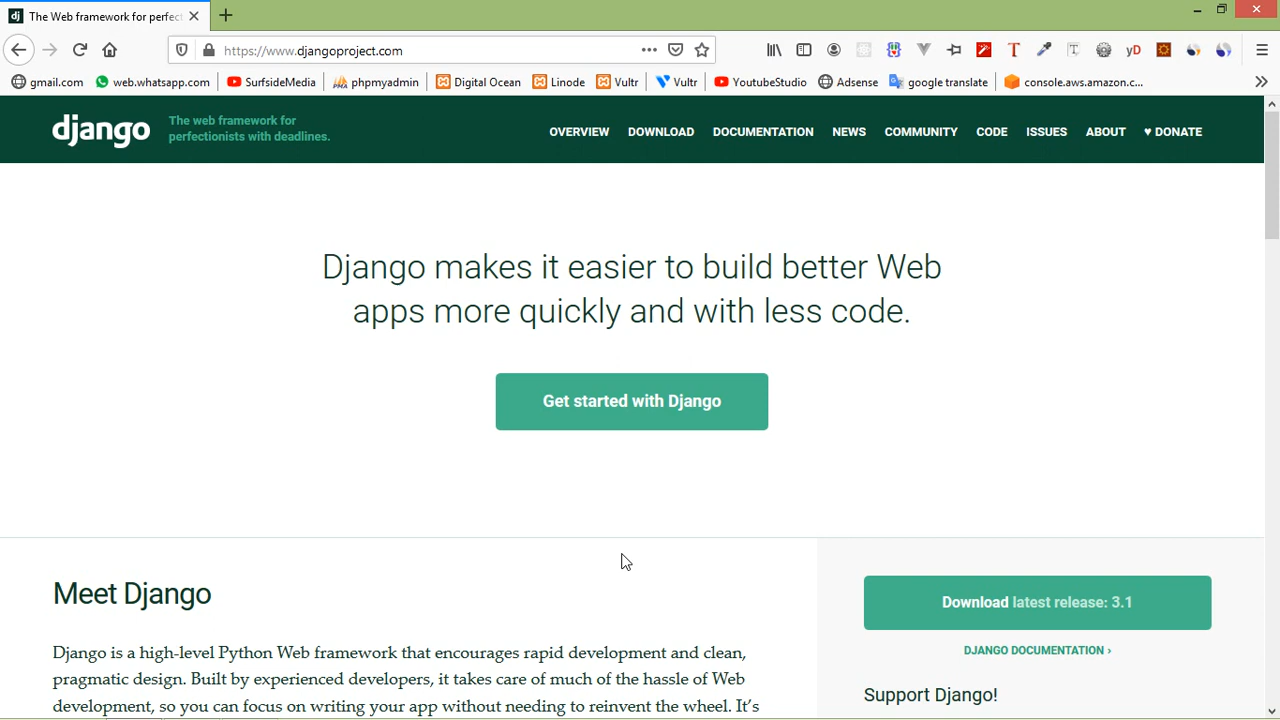 The Web framework for perfect
https://www.djangoproject.com
gmail.com
web.whatsapp.com
SurfsideMedia
phpmyadmin
Digital Ocean
Linode
Vultr
Vultr
YoutubeStudio
Adsense
google translate
console.aws.amazon.c...
django
The web framework for
perfectionists with deadlines.
OVERVIEW DOWNLOAD DOCUMENTATION NEWS COMMUNITY CODE ISSUES ABOUT ♥ DONATE
Django makes it easier to build better Web
apps more quickly and with less code.
Get started with Django
Meet Django
Django is a high-level Python Web framework that encourages rapid development and clean,
pragmatic design. Built by experienced developers, it takes care of much of the hassle of Web
development, so you can focus on writing your app without needing to reinvent the wheel. It's
Download latest release: 3.1
DJANGO DOCUMENTATION ›
Support Django!